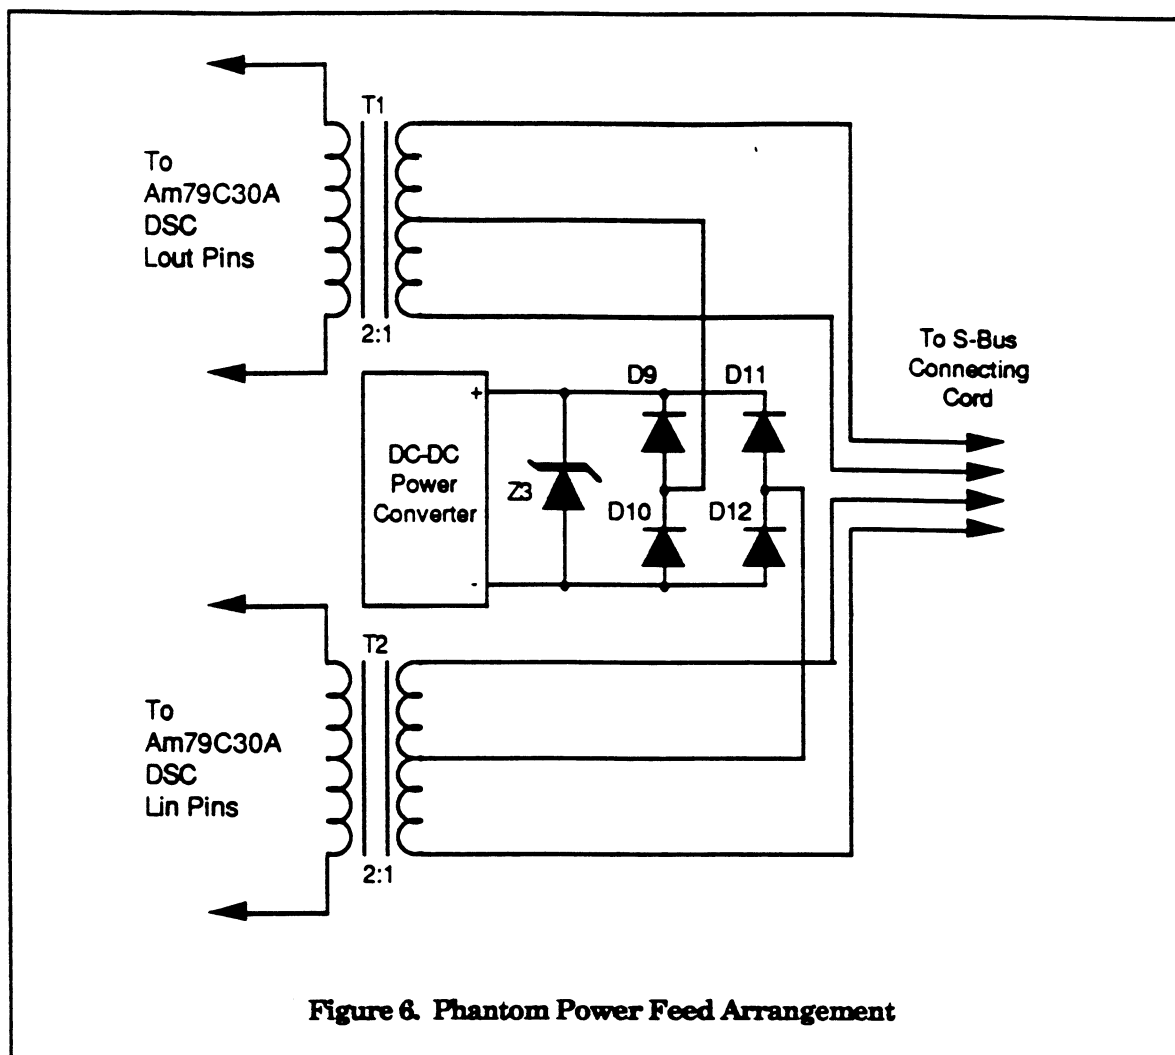 T1
To
Am79C30A
DSC
Lout Pins
2:1
To S-Bus
Connecting
Cord
D9
D11
+
DC-DC
Power
Converter
Z3
D10
D12
-
T2
To
Am79C30A
DSC
Lin Pins
2:1
Figure 6. Phantom Power Feed Arrangement